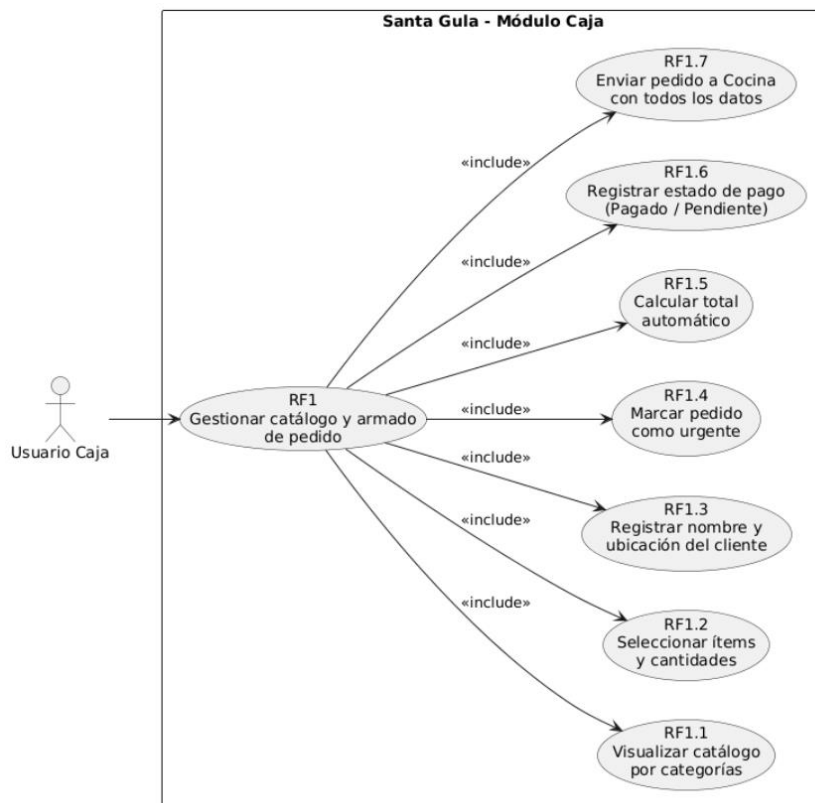 Santa Gula - Módulo Caja
RF1.7
Enviar pedido a Cocina
con todos los datos
«include»
RF1.6
Registrar estado de pago
(Pagado / Pendiente)
«include»
RF1.5
Calcular total
automático
«include»
Usuario Caja
RF1
Gestionar catálogo y armado
de pedido
«include»
RF1.4
Marcar pedido
como urgente
«include»
RF1.3
Registrar nombre y
ubicación del cliente
«include»
RF1.2
Seleccionar ítems
y cantidades
«include»
RF1.1
Visualizar catálogo
por categorías